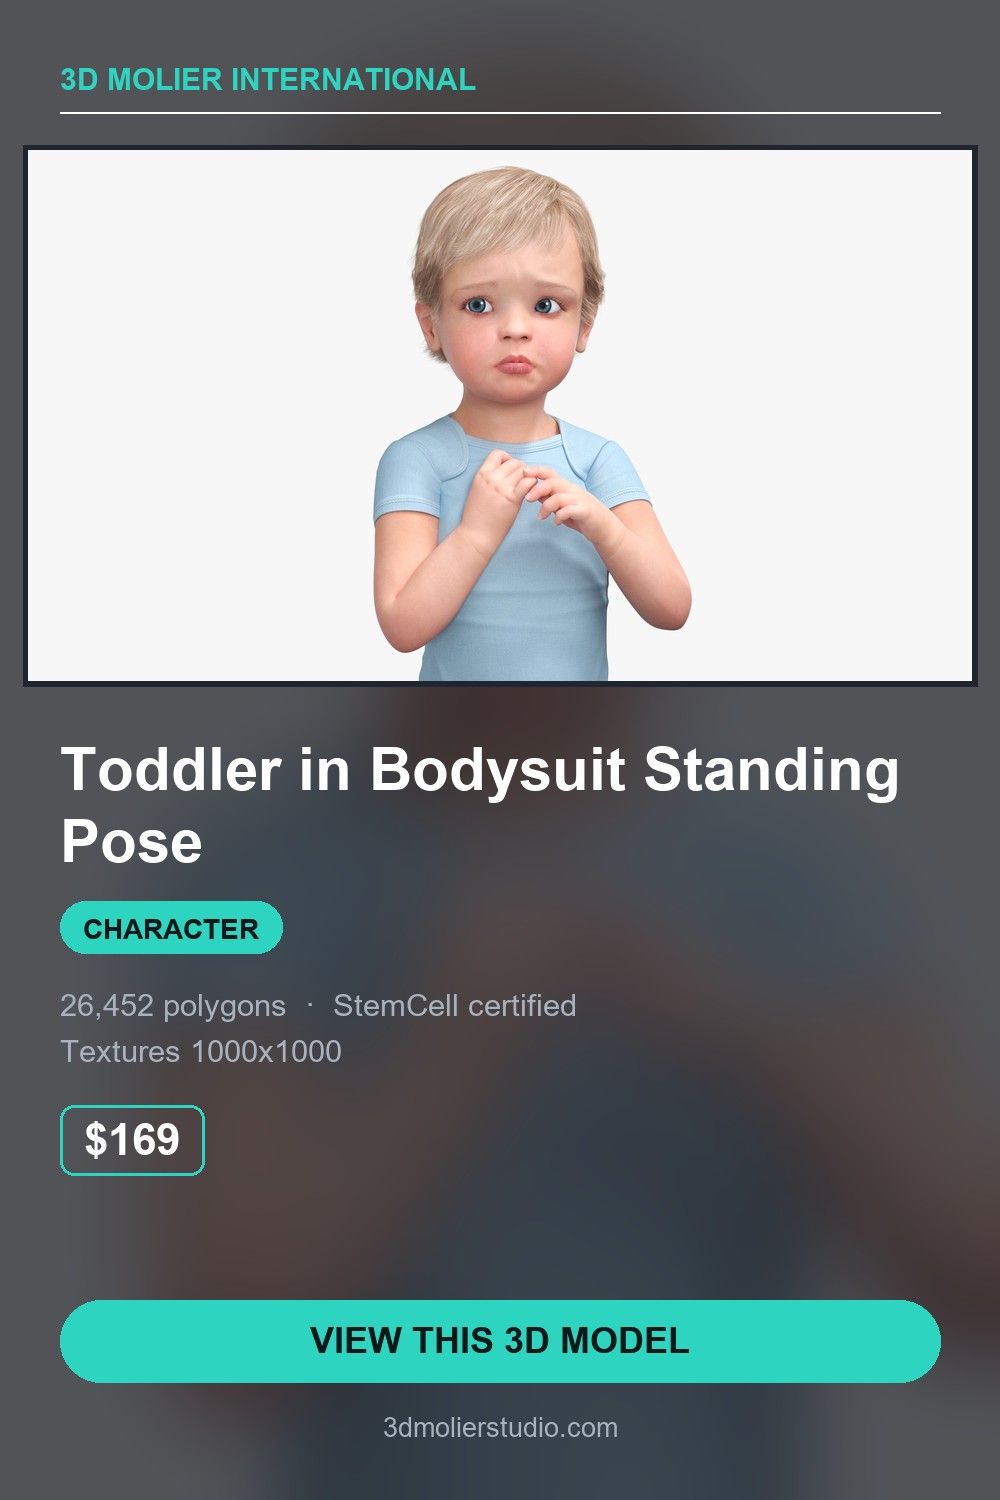 3D MOLIER INTERNATIONAL
Toddler in Bodysuit Standing
Pose
CHARACTER
26,452 polygons · StemCell certified
Textures 1000x1000
$169
VIEW THIS 3D MODEL
3dmolierstudio.com